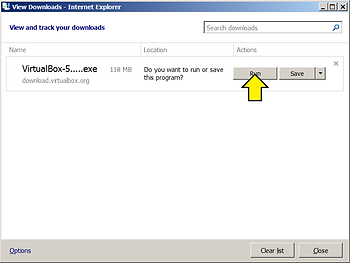 View Downloads - Internet Explorer
View and track your downloads
Search downloads
Name Location Actions
VirtualBox-5.....exe 118 MB Do you want to run or save this program? Run Save
download.virtualbox.org
Options Clear list Close